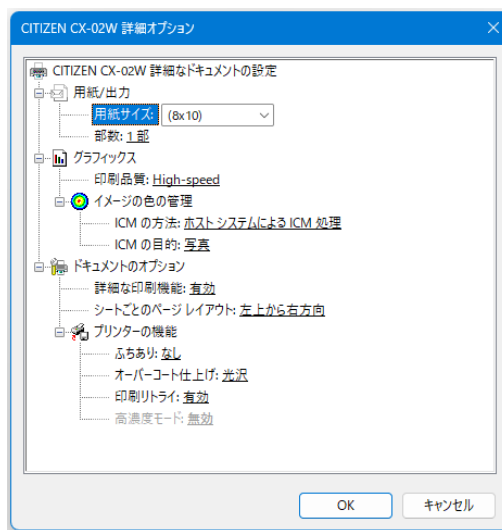 CITIZEN CX-02W 詳細オプション
CITIZEN CX-02W 詳細なドキュメントの設定
用紙/出力
用紙サイズ: (8x10)
部数: 1 部
グラフィックス
印刷品質: High-speed
イメージの色の管理
ICM の方法: ホスト システムによる ICM 処理
ICM の目的: 写真
ドキュメントのオプション
詳細な印刷機能: 有効
シートごとのページ レイアウト: 左上から右方向
プリンターの機能
ふちあり: なし
オーバーコート仕上げ: 光沢
印刷リトライ: 有効
高濃度モード: 無効
OK キャンセル